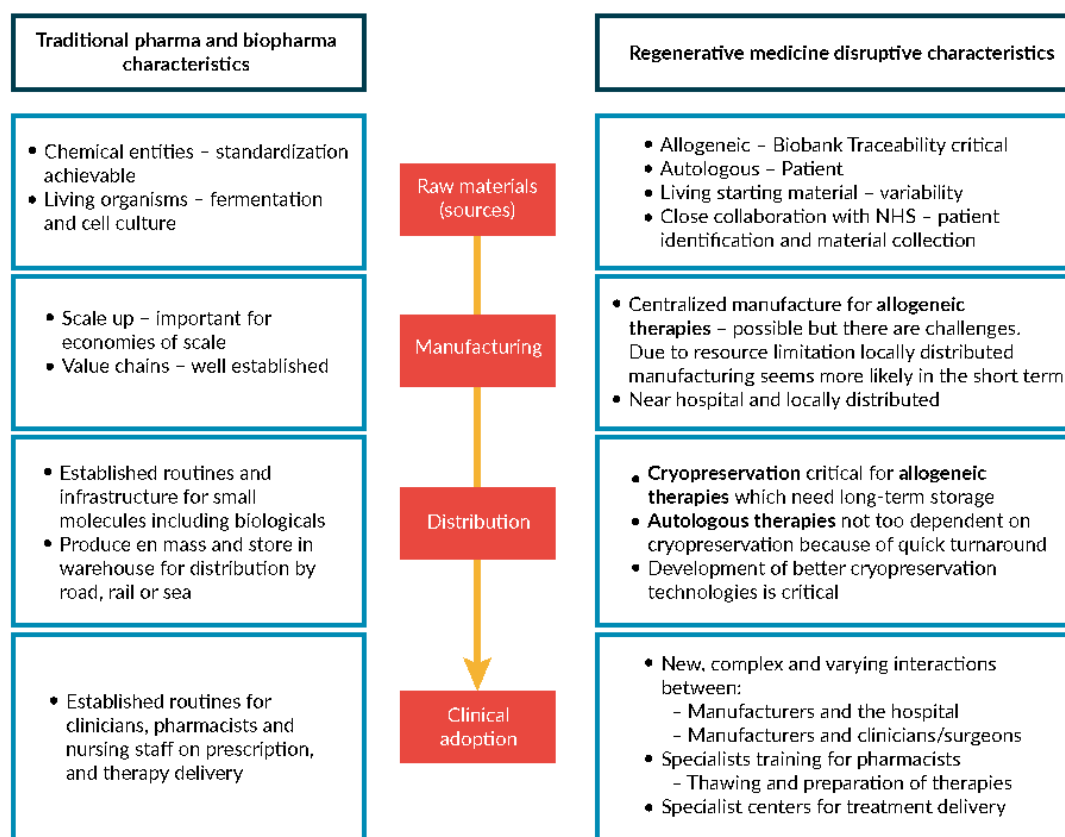 Traditional pharma and biopharma
characteristics
Regenerative medicine disruptive characteristics
• Chemical entities – standardization
achievable
• Living organisms – fermentation
and cell culture
Raw materials
(sources)
• Allogeneic – Biobank Traceability critical
• Autologous – Patient
• Living starting material – variability
• Close collaboration with NHS – patient
identification and material collection
• Scale up – important for
economies of scale
• Value chains – well established
Manufacturing
• Centralized manufacture for allogeneic
therapies – possible but there are challenges.
Due to resource limitation locally distributed
manufacturing seems more likely in the short term
• Near hospital and locally distributed
• Established routines and
infrastructure for small
molecules including biologicals
• Produce en mass and store in
warehouse for distribution by
road, rail or sea
Distribution
• Cryopreservation critical for allogeneic
therapies which need long-term storage
• Autologous therapies not too dependent on
cryopreservation because of quick turnaround
• Development of better cryopreservation
technologies is critical
• Established routines for
clinicians, pharmacists and
nursing staff on prescription,
and therapy delivery
Clinical
adoption
• New, complex and varying interactions
between:
– Manufacturers and the hospital
– Manufacturers and clinicians/surgeons
• Specialists training for pharmacists
– Thawing and preparation of therapies
• Specialist centers for treatment delivery